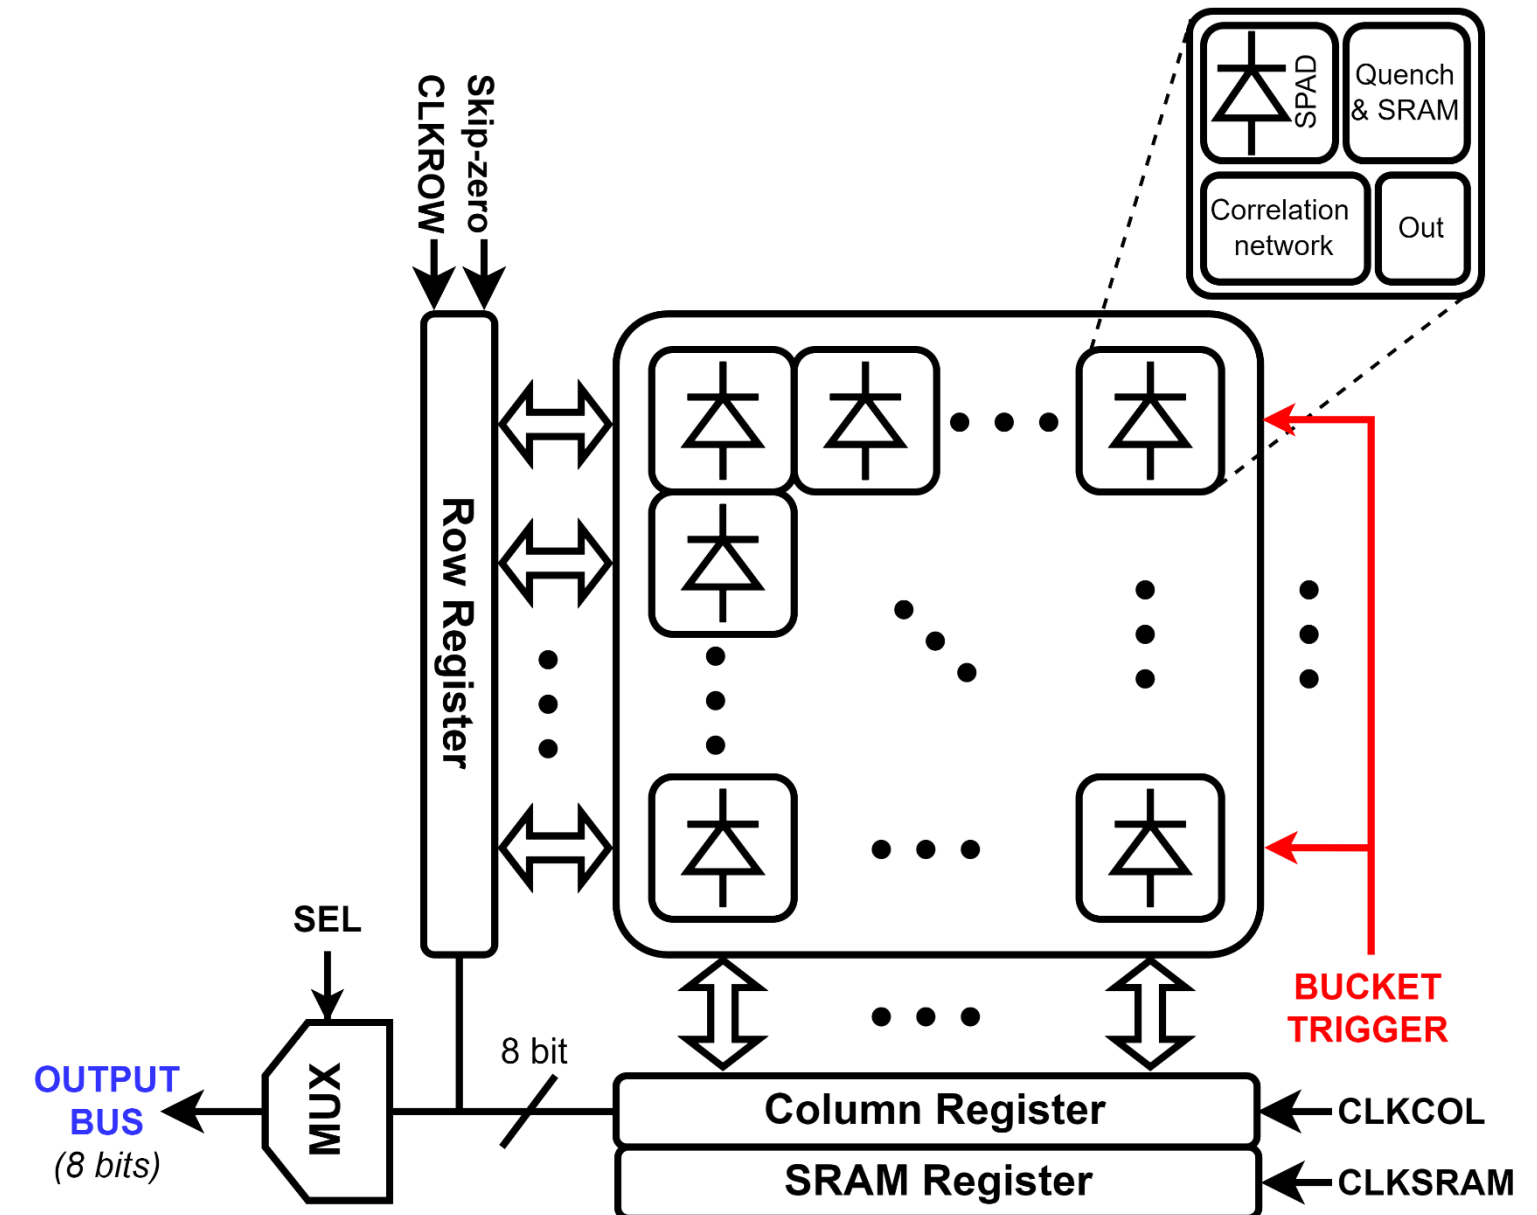 CLKROW
Skip-zero
SPAD
Quench
& SRAM
Correlation
network
Out
Row Register
SEL
MUX
OUTPUT
BUS
(8 bits)
8 bit
BUCKET
TRIGGER
Column Register
CLKCOL
SRAM Register
CLKSRAM